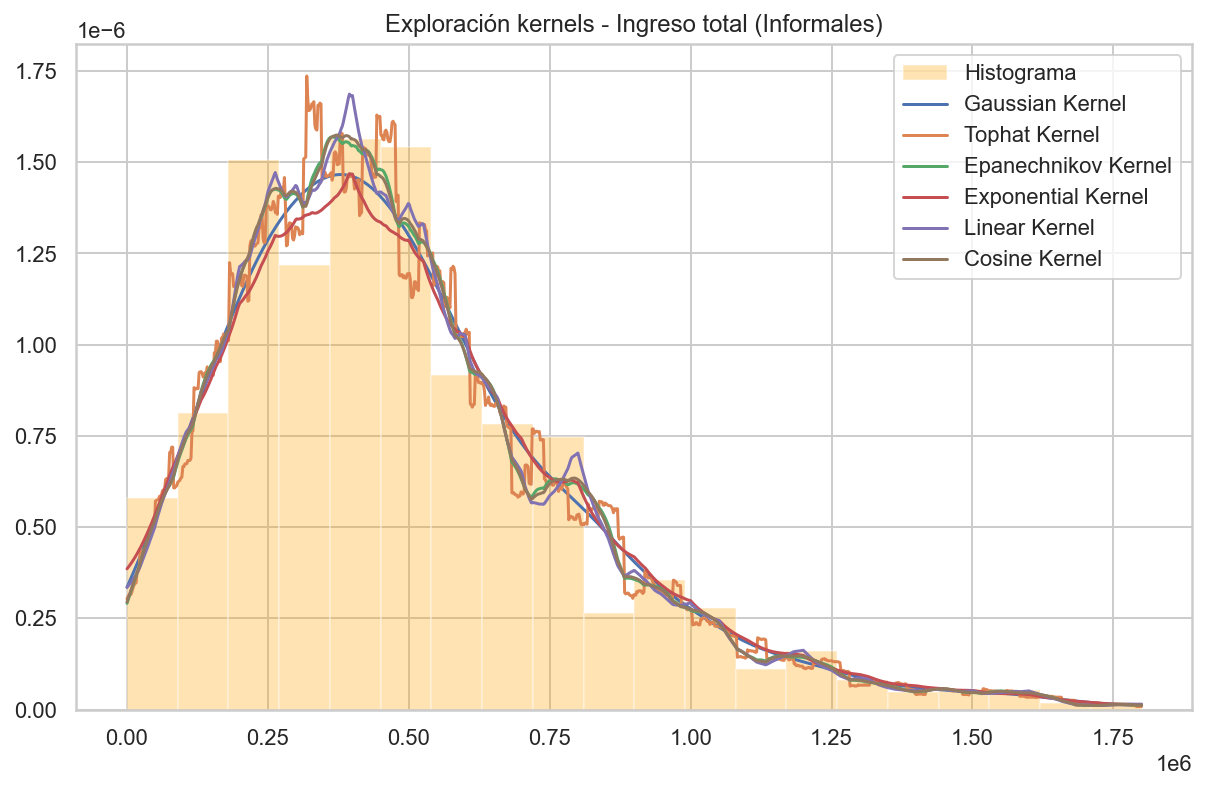 Exploración kernels - Ingreso total (Informales)
1e−6
1.75
1.50
1.25
1.00
0.75
0.50
0.25
0.00
Histograma
Gaussian Kernel
Tophat Kernel
Epanechnikov Kernel
Exponential Kernel
Linear Kernel
Cosine Kernel
0.00 0.25 0.50 0.75 1.00 1.25 1.50 1.75
1e6